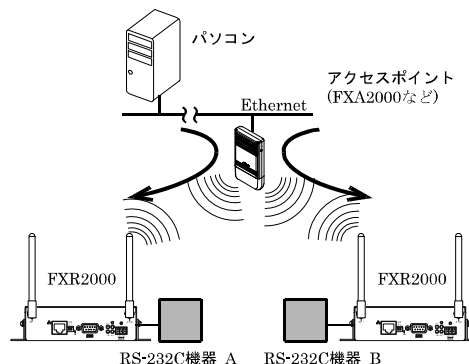 パソコン
アクセスポイント
(FXA2000など)
Ethernet
FXR2000
FXR2000
RS-232C機器 A
RS-232C機器 B